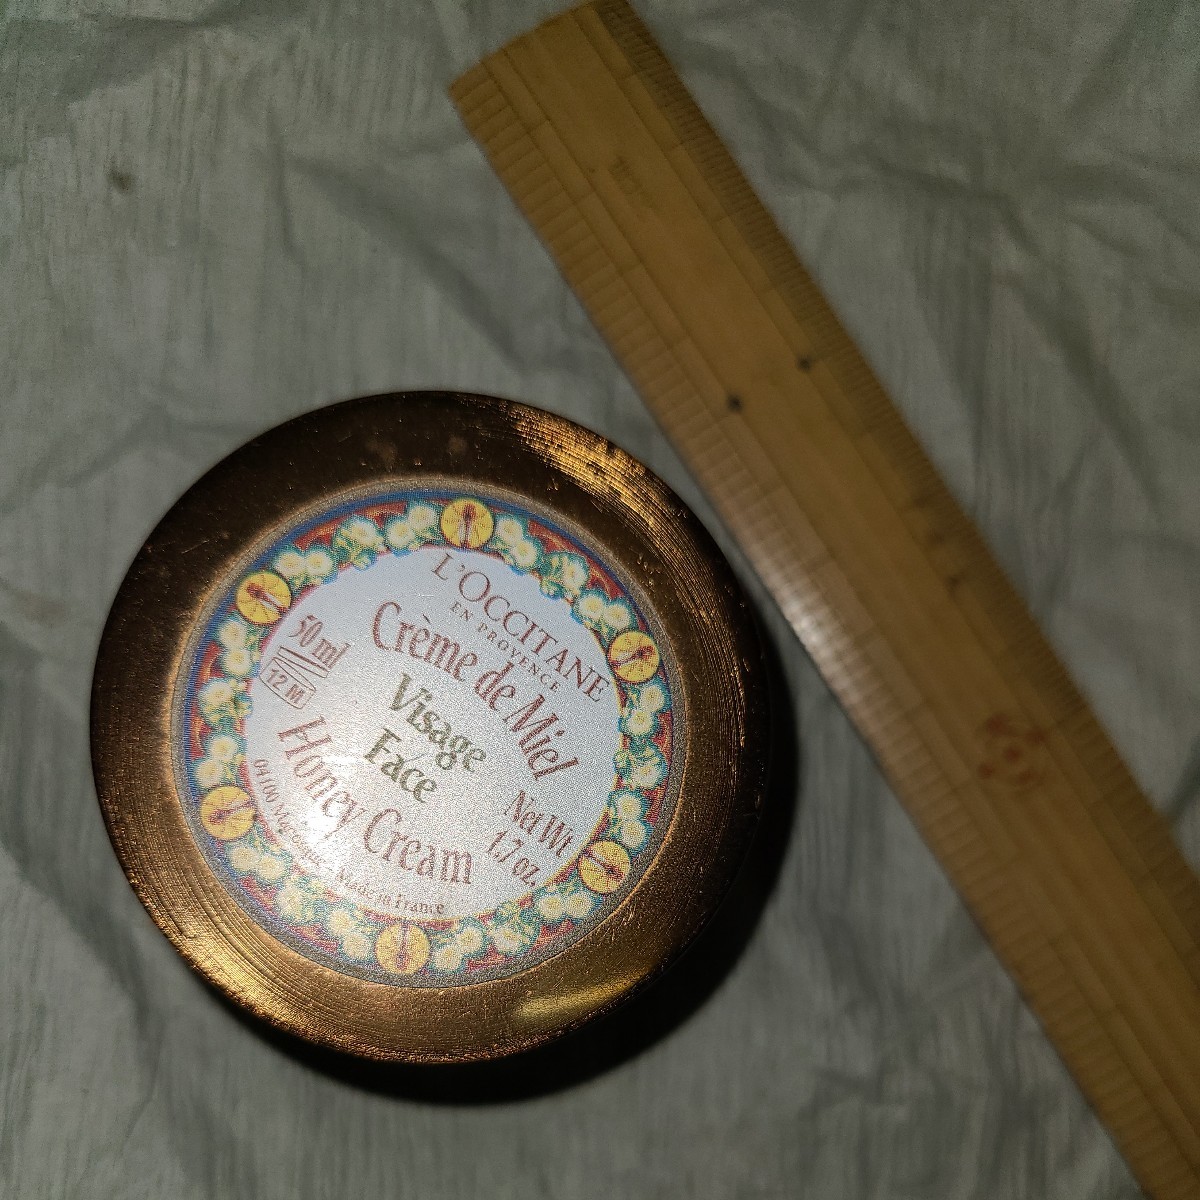 L'OCCITANE
EN PROVENCE
Crème de Miel
Visage
Face
Honey Cream
50 ml
12 M
Net Wt
1.7 oz.
04100
Made in France